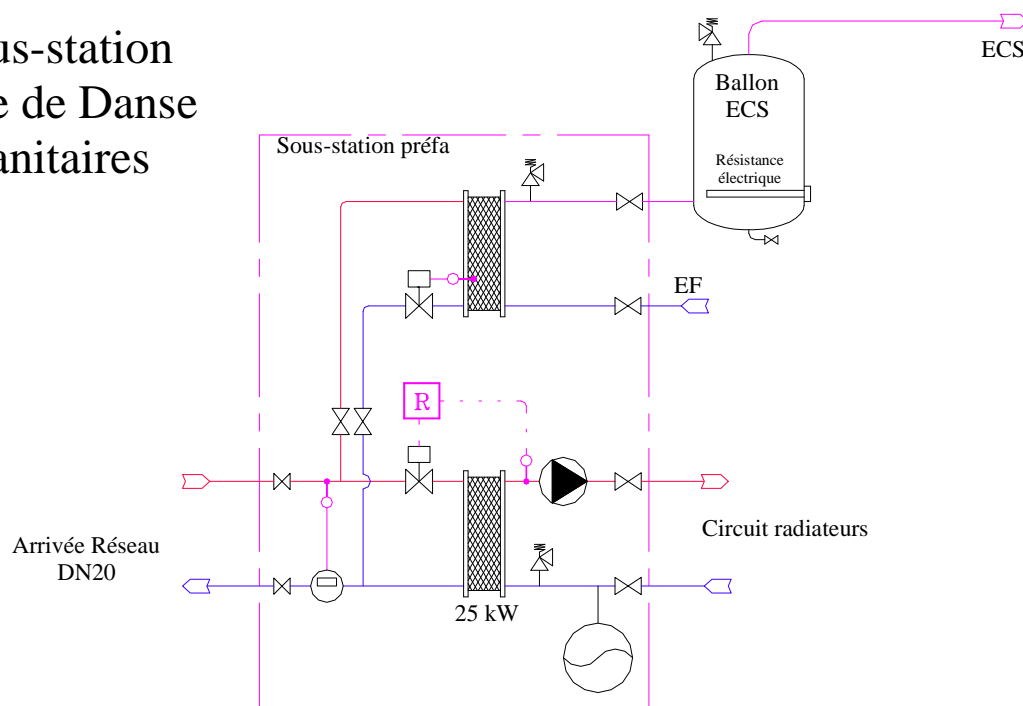 us-station
e de Danse
anitaires
Sous-station préfa
Ballon
ECS
Résistance
électrique
ECS
EF
R
Arrivée Réseau
DN20
Circuit radiateurs
25 kW